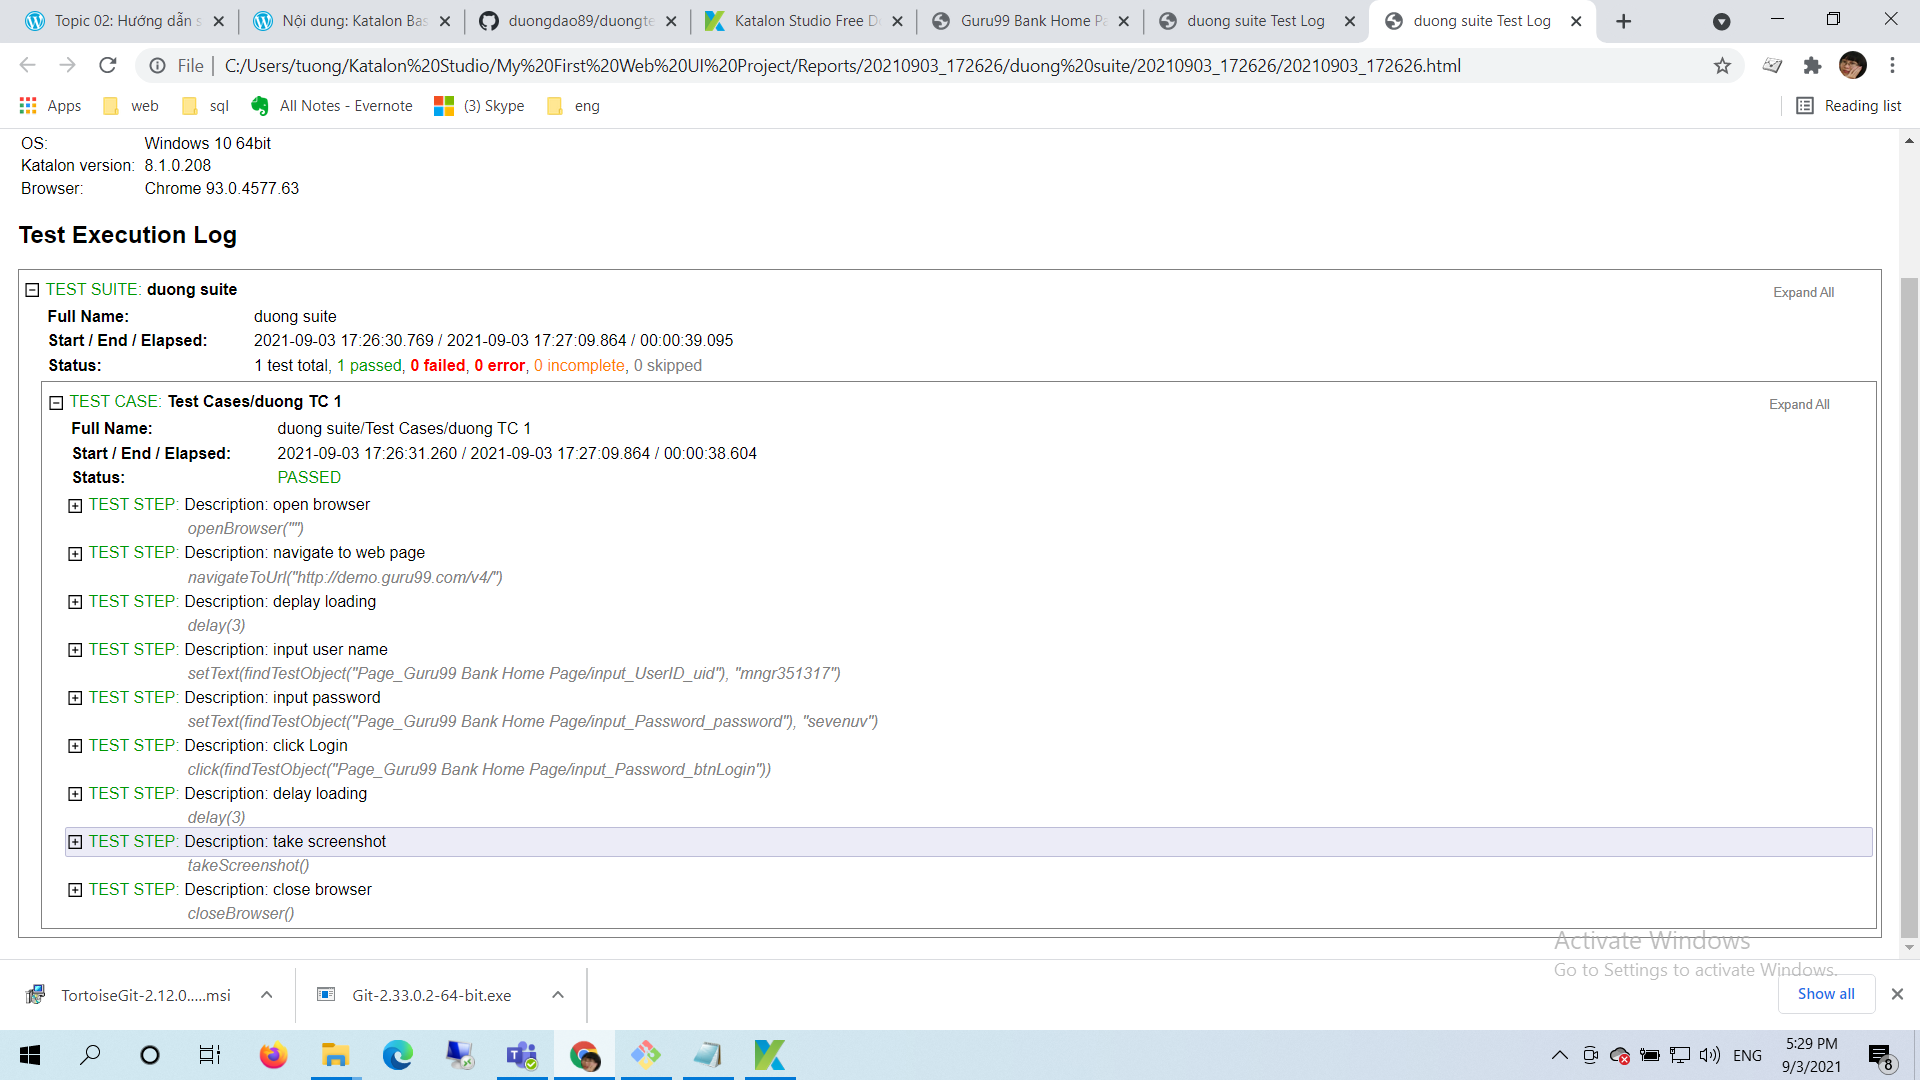 Topic 02: Hướng dẫn s
Nội dung: Katalon Bas
duongdao89/duongte
Katalon Studio Free D
Guru99 Bank Home Pa
duong suite Test Log
duong suite Test Log
File
C:/Users/tuong/Katalon%20Studio/My%20First%20Web%20UI%20Project/Reports/20210903_172626/duong%20suite/20210903_172626/20210903_172626.html
Apps
web
sql
All Notes - Evernote
(3) Skype
eng
Reading list
OS: Windows 10 64bit
Katalon version: 8.1.0.208
Browser: Chrome 93.0.4577.63
Test Execution Log
TEST SUITE: duong suite
Expand All
Full Name: duong suite
Start / End / Elapsed: 2021-09-03 17:26:30.769 / 2021-09-03 17:27:09.864 / 00:00:39.095
Status: 1 test total, 1 passed, 0 failed, 0 error, 0 incomplete, 0 skipped
TEST CASE: Test Cases/duong TC 1
Expand All
Full Name: duong suite/Test Cases/duong TC 1
Start / End / Elapsed: 2021-09-03 17:26:31.260 / 2021-09-03 17:27:09.864 / 00:00:38.604
Status: PASSED
TEST STEP: Description: open browser
openBrowser("")
TEST STEP: Description: navigate to web page
navigateToUrl("http://demo.guru99.com/v4/")
TEST STEP: Description: deplay loading
delay(3)
TEST STEP: Description: input user name
setText(findTestObject("Page_Guru99 Bank Home Page/input_UserID_uid"), "mngr351317")
TEST STEP: Description: input password
setText(findTestObject("Page_Guru99 Bank Home Page/input_Password_password"), "sevenuv")
TEST STEP: Description: click Login
click(findTestObject("Page_Guru99 Bank Home Page/input_Password_btnLogin"))
TEST STEP: Description: delay loading
delay(3)
TEST STEP: Description: take screenshot
takeScreenshot()
TEST STEP: Description: close browser
closeBrowser()
Activate Windows
Go to Settings to activate Windows.
TortoiseGit-2.12.0.....msi
Git-2.33.0.2-64-bit.exe
Show all
ENG
5:29 PM
9/3/2021
8